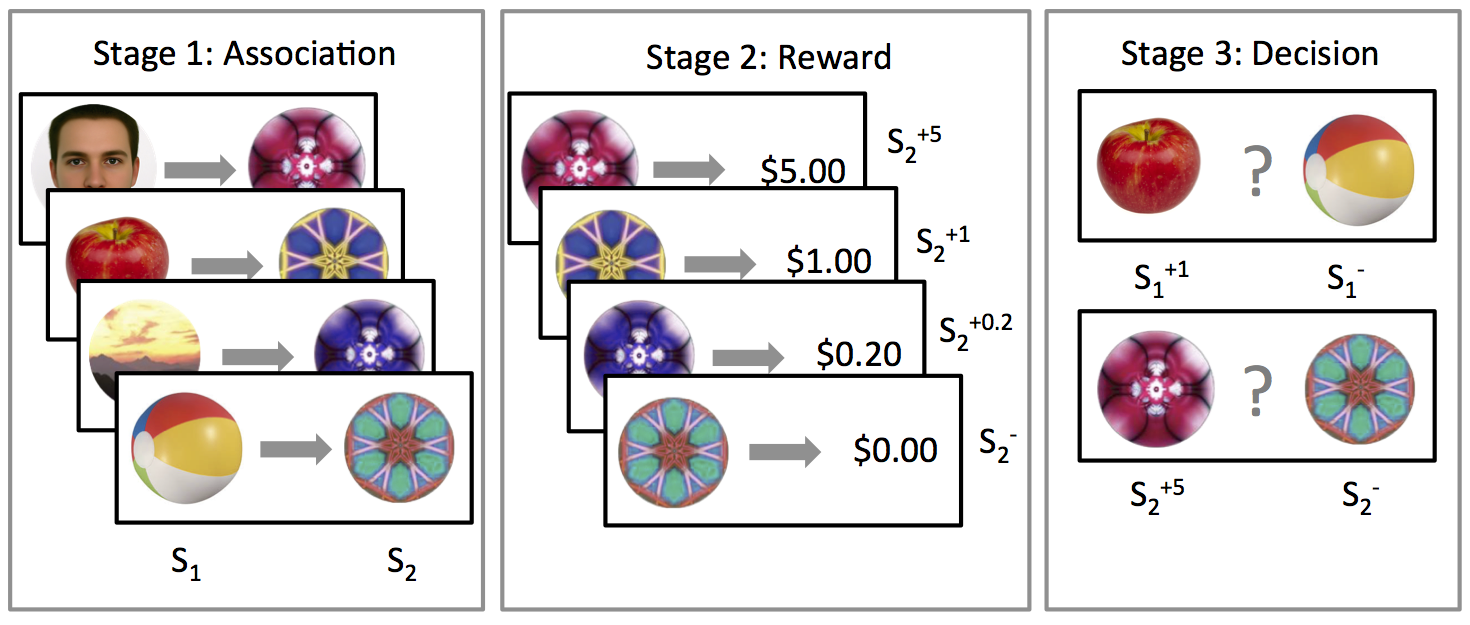 Stage 1: Association
S₁
S₂
Stage 2: Reward
$5.00
S₂⁺⁵
$1.00
S₂⁺¹
$0.20
S₂⁺⁰·²
$0.00
S₂⁻
Stage 3: Decision
?
S₁⁺¹
S₁⁻
?
S₂⁺⁵
S₂⁻